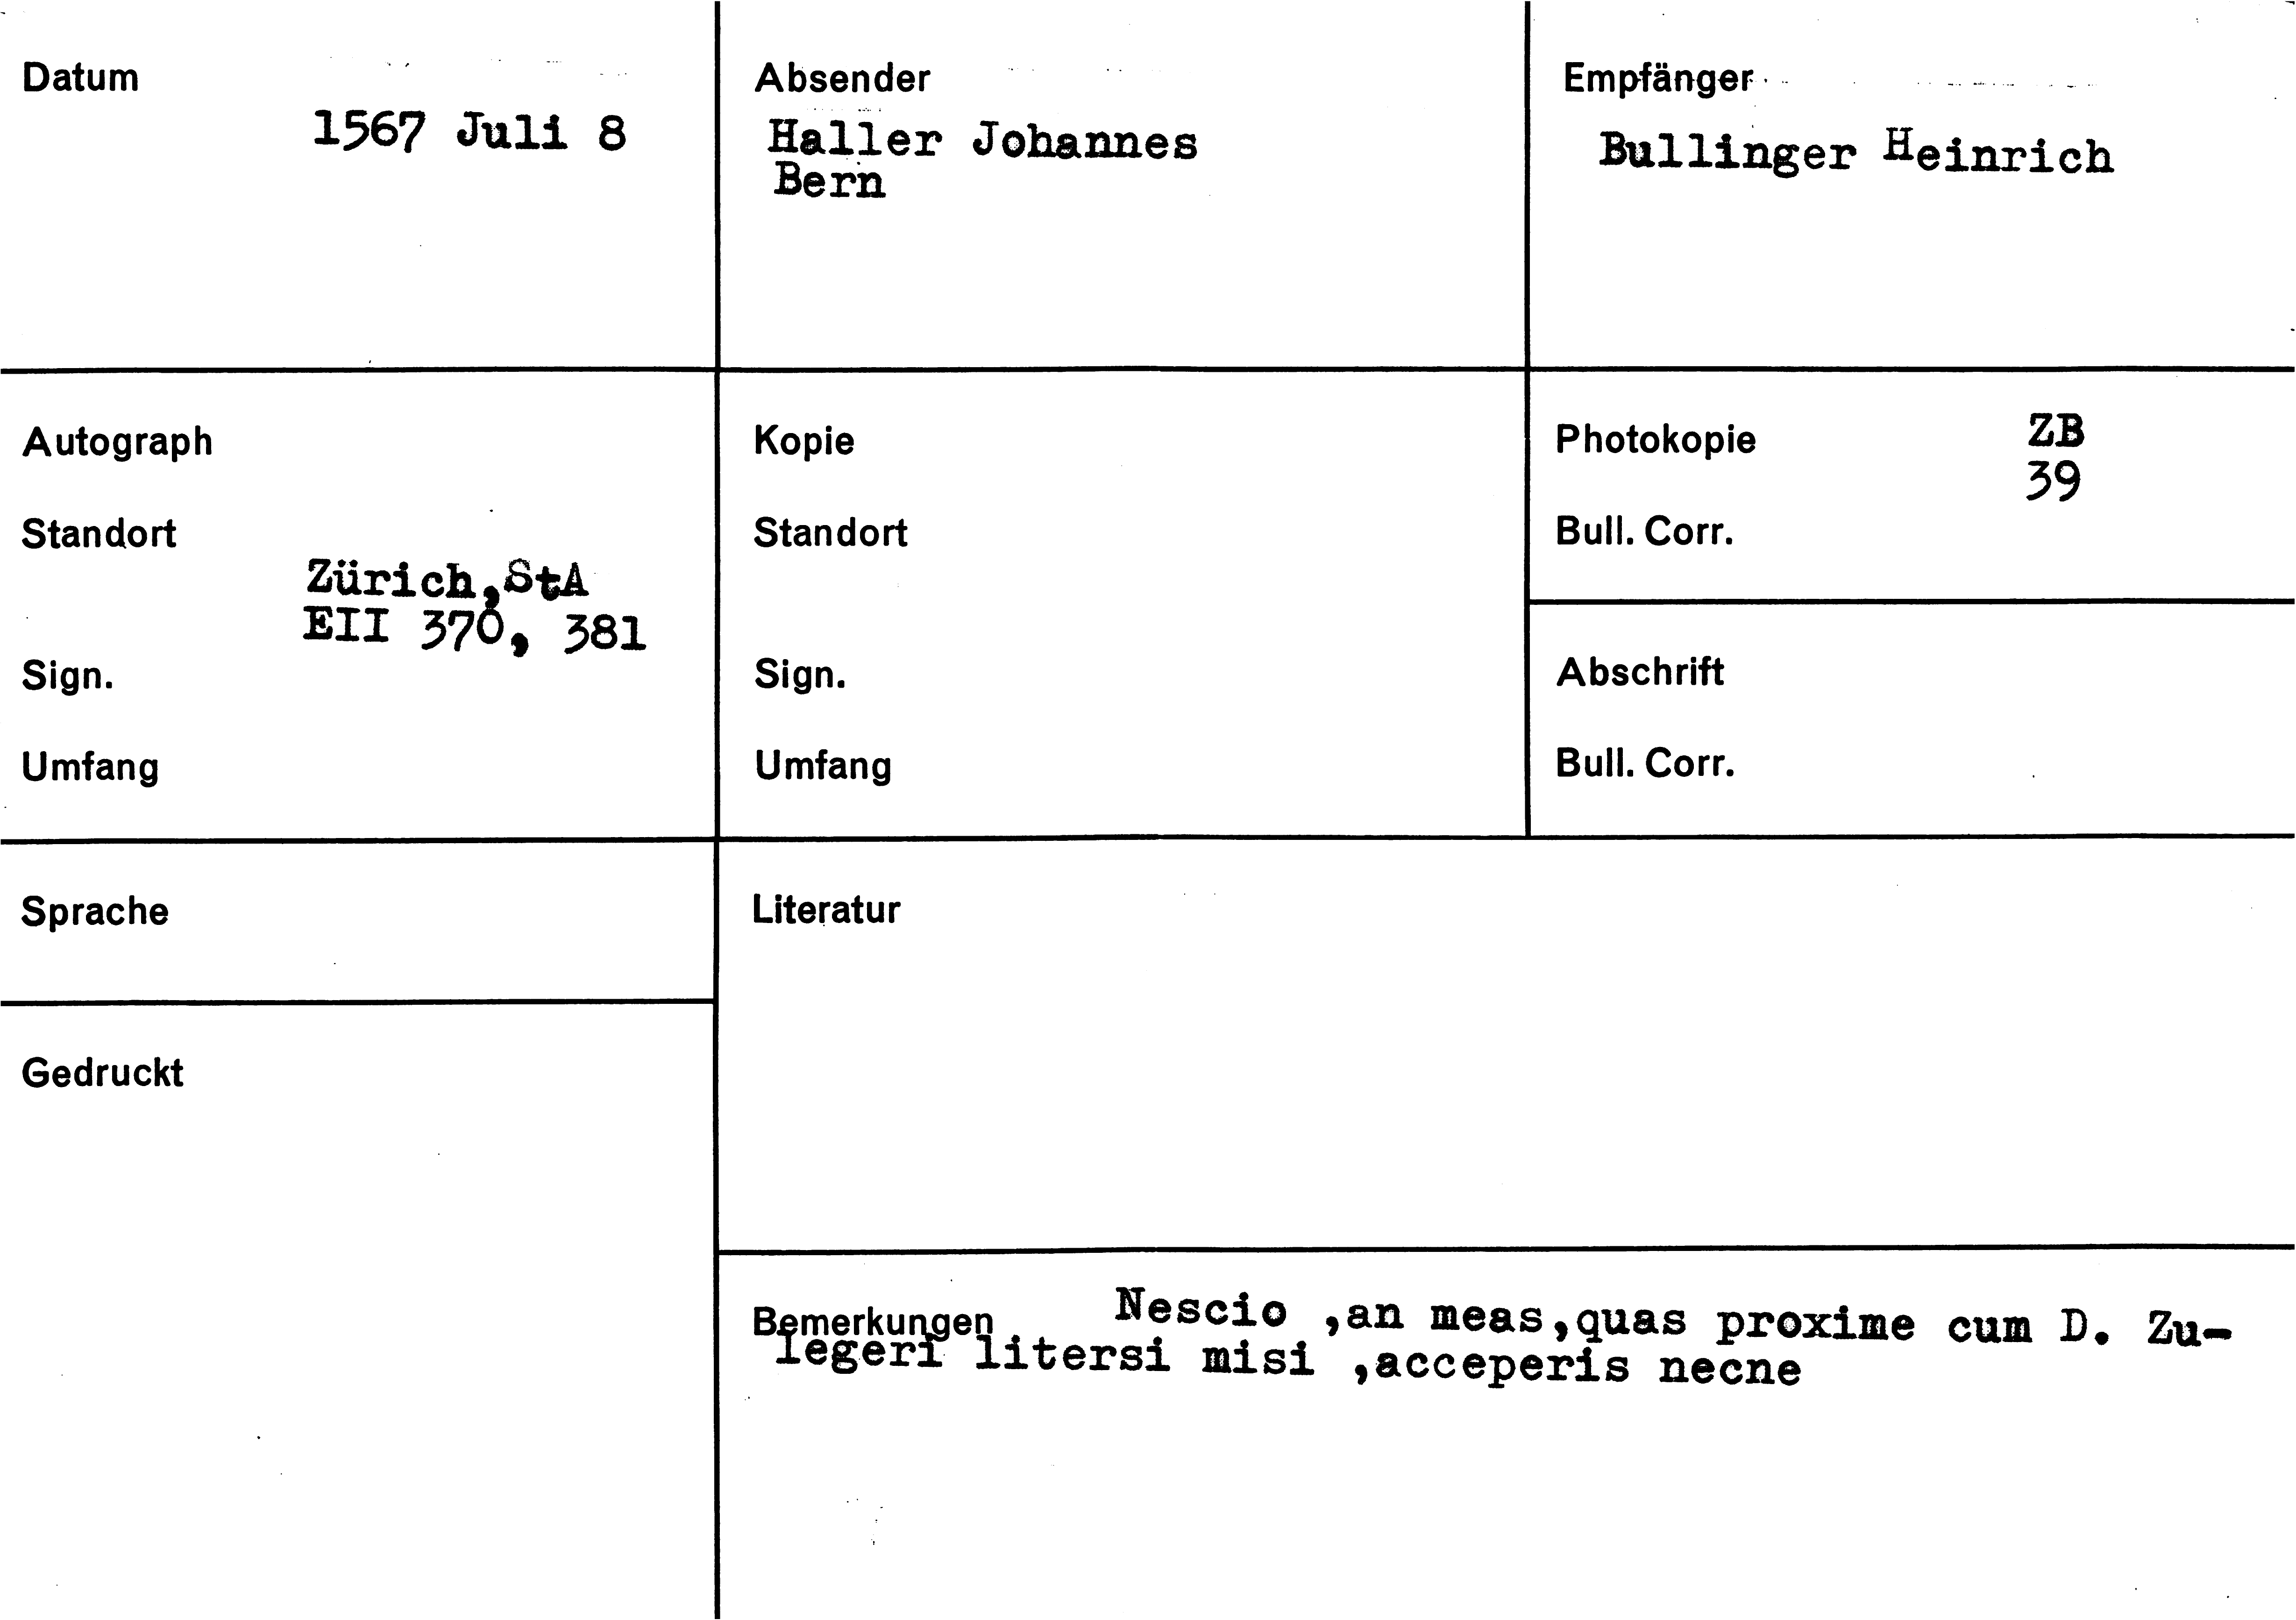 Datum
1567 Juli 8
Absender
Haller Johannes
Bern
Empfänger
Bullinger Heinrich
Autograph
Standort
Zürich,StA
EII 370, 381
Sign.
Umfang
Kopie
Standort
Sign.
Umfang
Photokopie ZB
39
Bull. Corr.
Abschrift
Bull. Corr.
Sprache
Gedruckt
Literatur
Bemerkungen Nescio ,an meas,quas proxime cum D. Zu-
legeri litersi misi ,acceperis necne